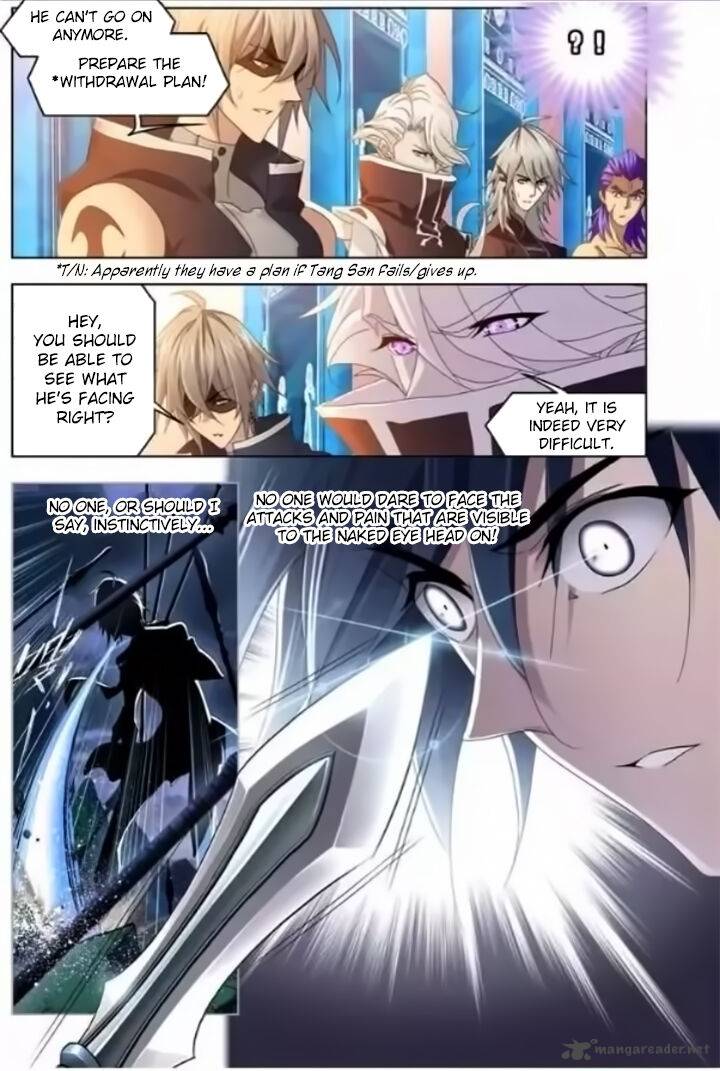 HE CAN'T GO ON
ANYMORE.
PREPARE THE
*WITHDRAWAL PLAN!
?!
*T/N: Apparently they have a plan if Tang San fails/gives up.
HEY,
YOU SHOULD
BE ABLE TO
SEE WHAT
HE'S FACING
RIGHT?
YEAH, IT IS
INDEED VERY
DIFFICULT.
NO ONE, OR SHOULD I
SAY, INSTINCTIVELY...
NO ONE WOULD DARE TO FACE THE
ATTACKS AND PAIN THAT ARE VISIBLE
TO THE NAKED EYE HEAD ON!
mangareader.net